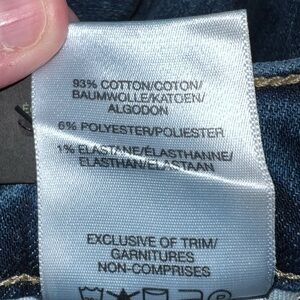 93% COTTON/COTON/
BAUMWOLLE/KATOEN/
ALGODON
6% POLYESTER/POLIESTER
1% ELASTANE/ÉLASTHANNE/
ELASTHAN/ELASTAAN
EXCLUSIVE OF TRIM/
GARNITURES
NON-COMPRISES